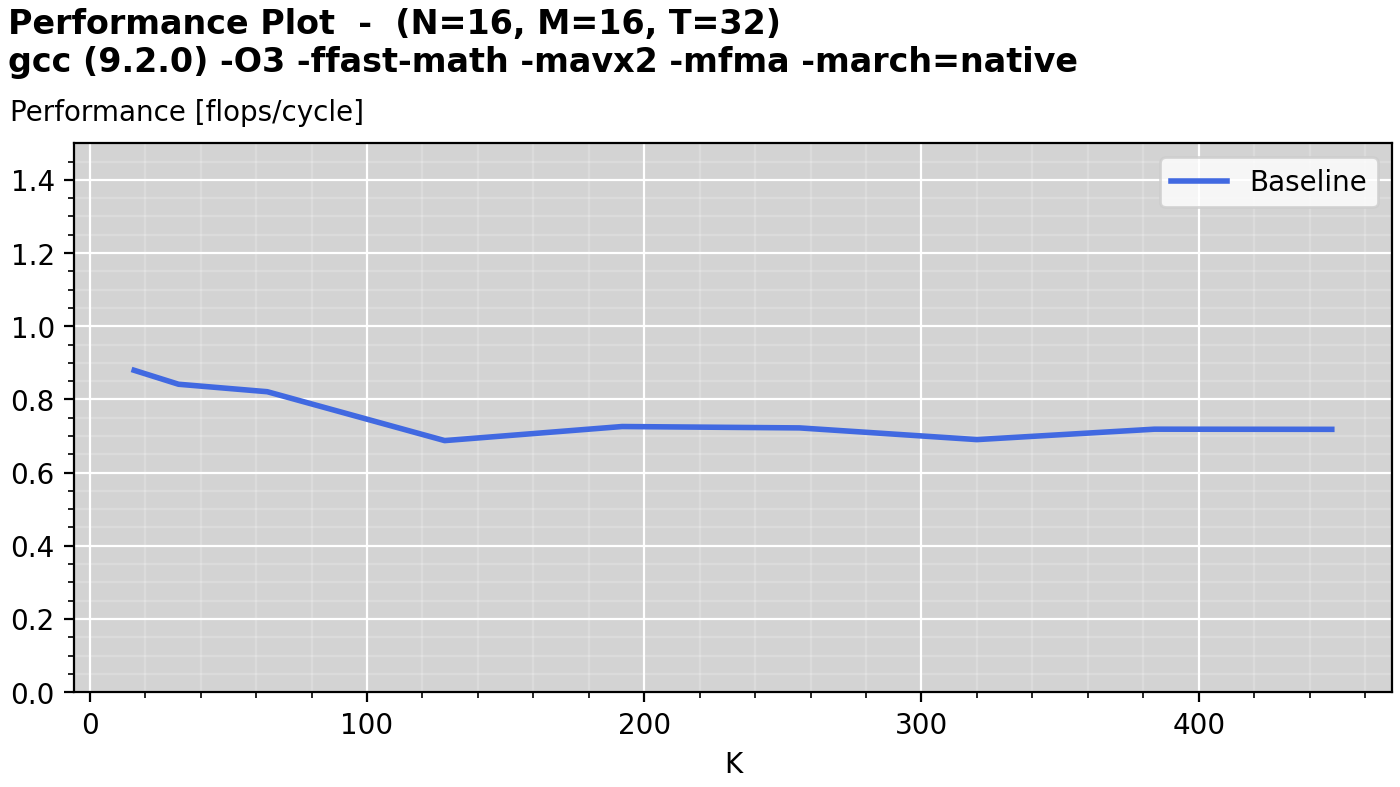 Performance Plot  -  (N=16, M=16, T=32)
gcc (9.2.0) -O3 -ffast-math -mavx2 -mfma -march=native
Performance [flops/cycle]
Baseline
1.4
1.2
1.0
0.8
0.6
0.4
0.2
0.0
0 100 200 300 400
K